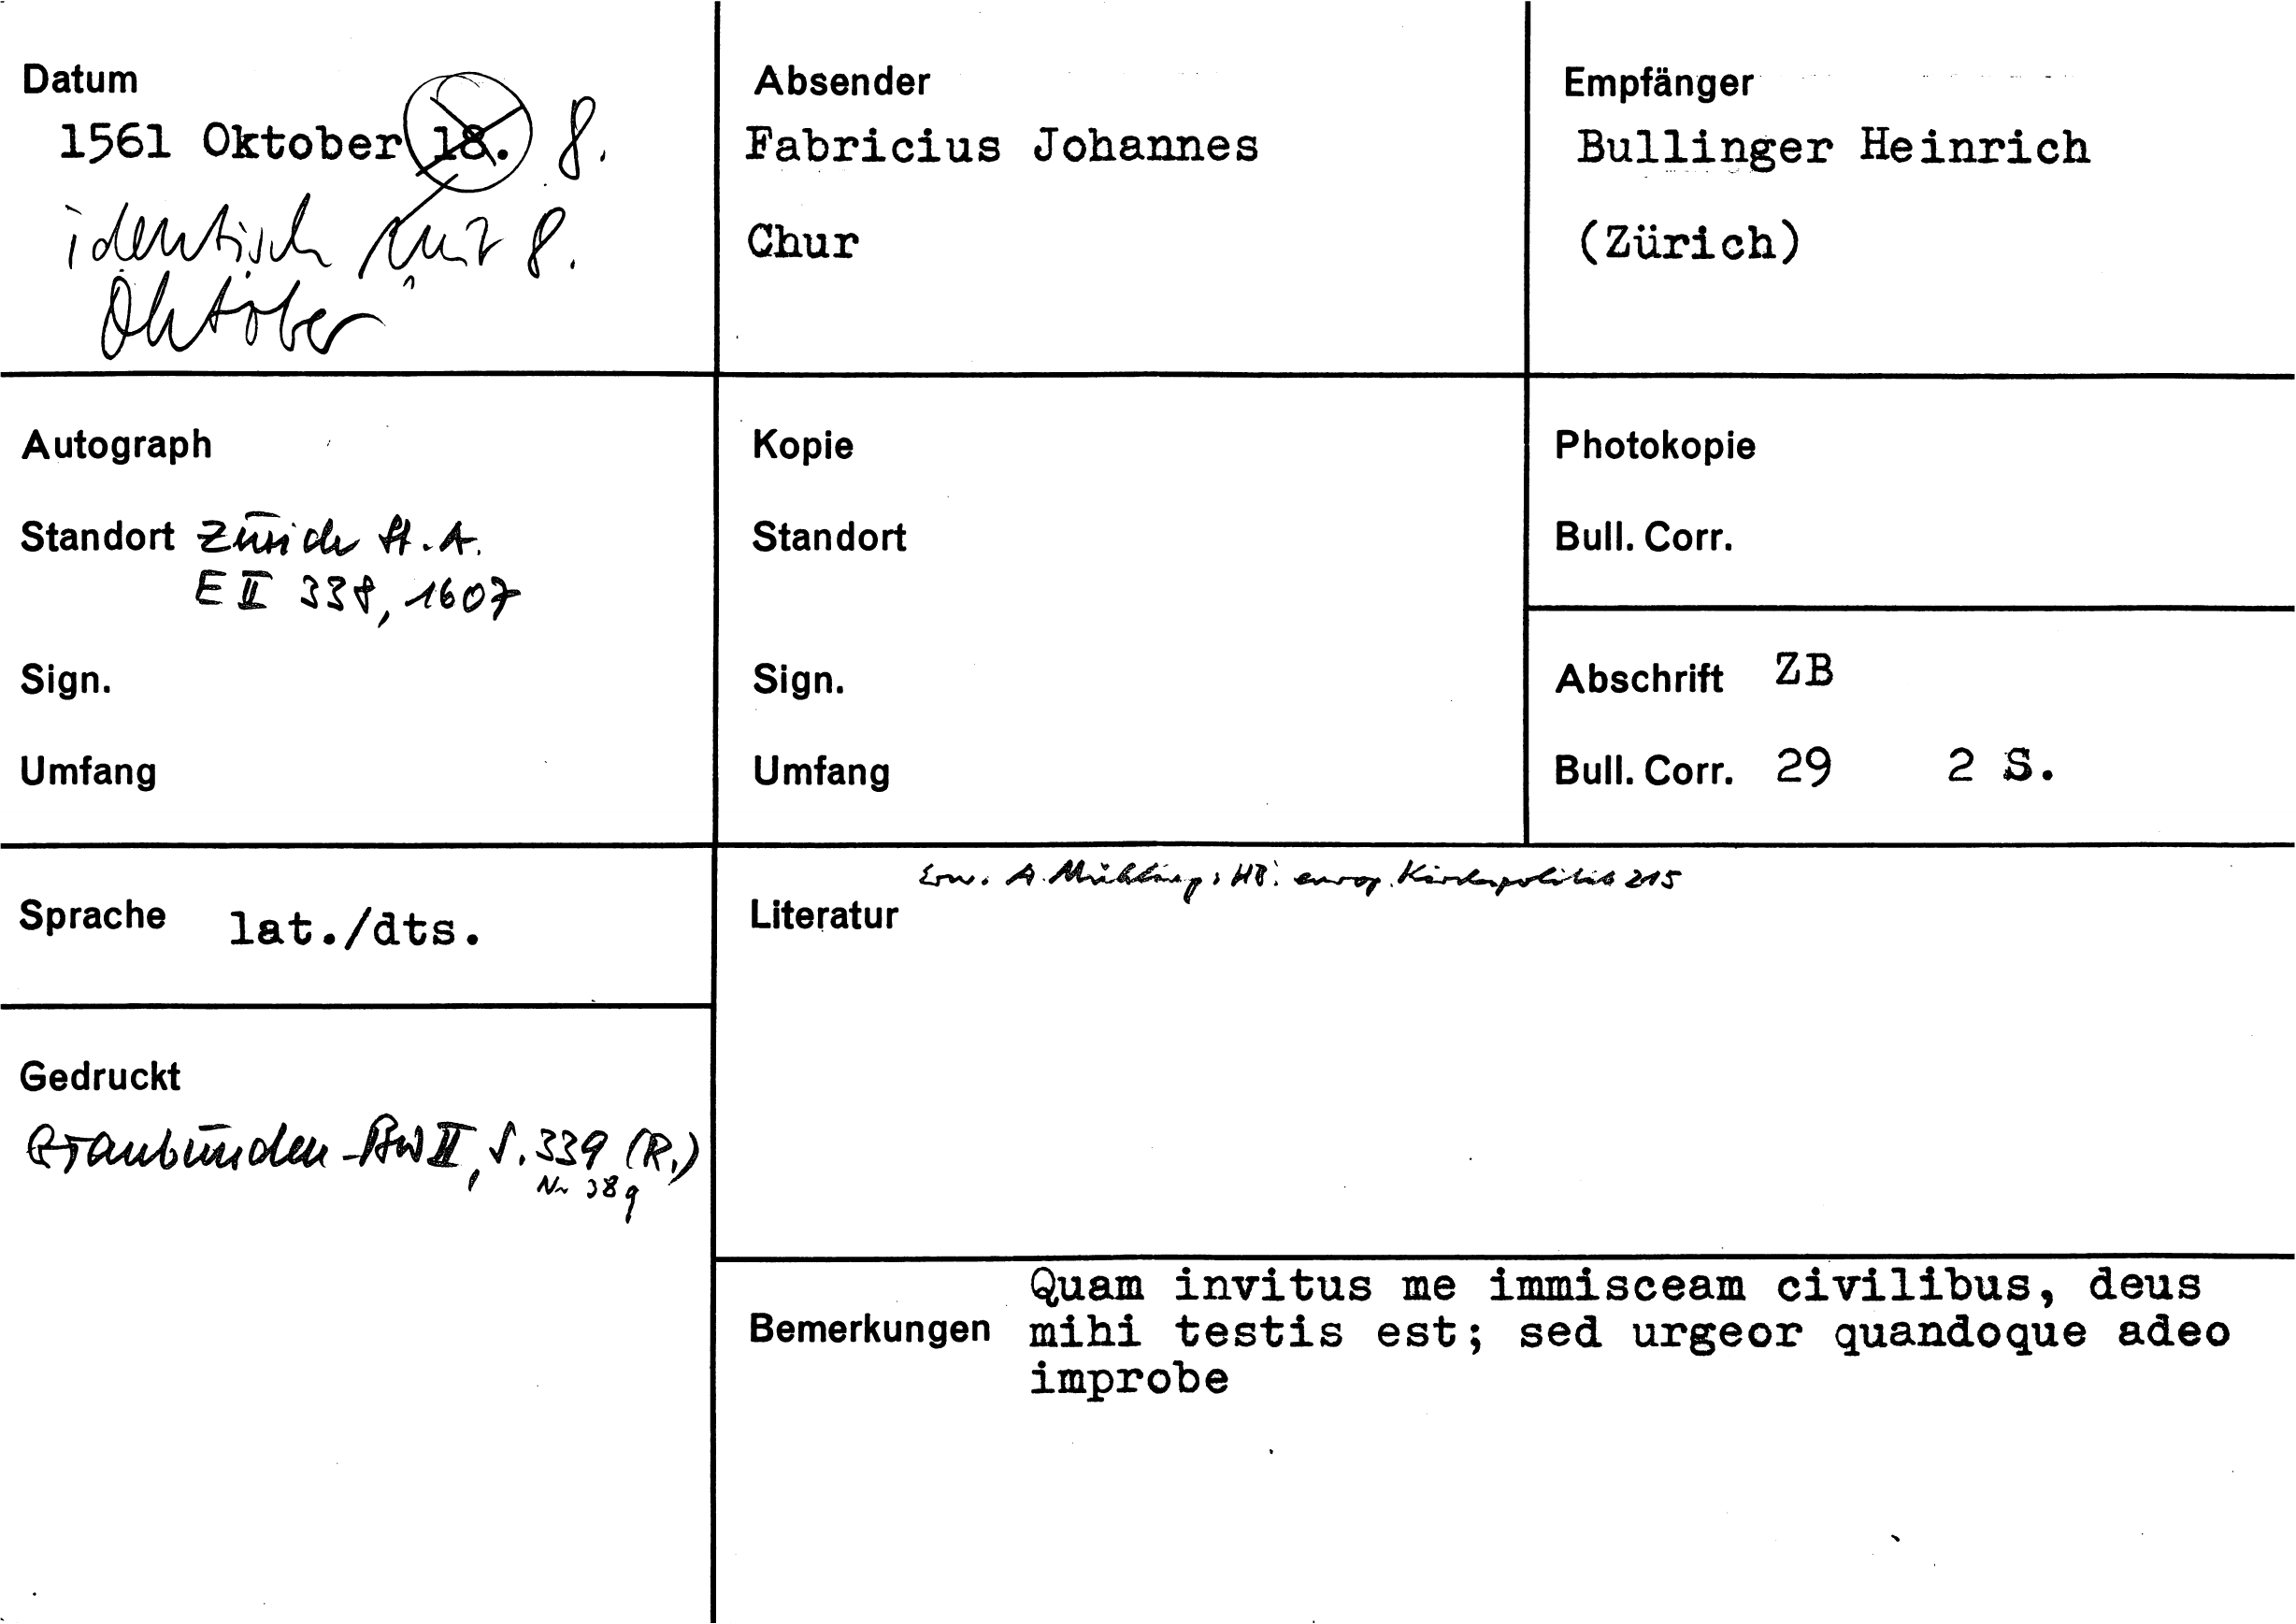 Datum
1561 Oktober 18. 8.
identisch mit 8.
Oktober
Absender
Fabricius Johannes
Chur
Empfänger
Bullinger Heinrich
(Zürich)
Autograph
Standort Zürich St.A.
E II 338, 1607
Sign.
Umfang
Kopie
Standort
Sign.
Umfang
Photokopie
Bull. Corr.
Abschrift ZB
Bull. Corr. 29 2 S.
Sprache lat./dts.
Erw. A. Mühling: HB. europ. Kirchenpolitik 215
Literatur
Gedruckt
Graubünden-BW II, S. 339 (R.)
Nr 389
Bemerkungen
Quam invitus me immisceam civilibus, deus
mihi testis est; sed urgeor quandoque adeo
improbe